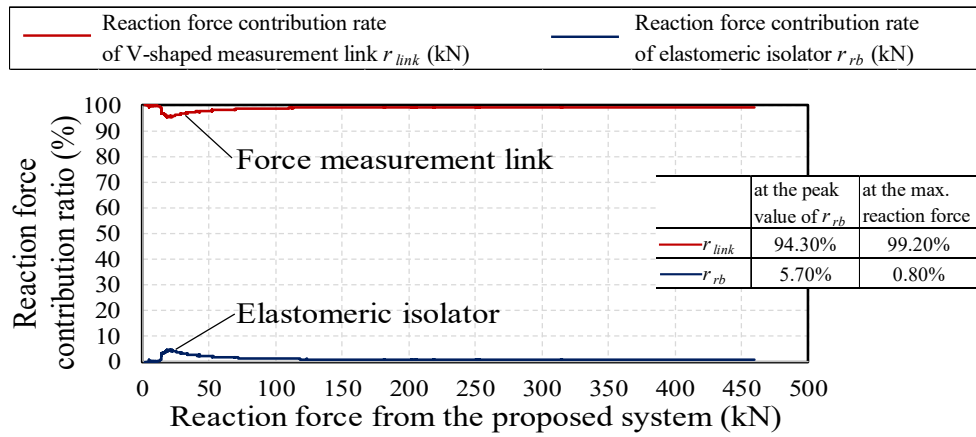 Reaction force contribution rate
of V-shaped measurement link r link (kN)
Reaction force contribution rate
of elastomeric isolator r rb (kN)
Reaction force
contribution ratio (%)
100
90
80
70
60
50
40
30
20
10
0
Force measurement link
Elastomeric isolator
at the peak
value of r rb
at the max.
reaction force
r link 94.30% 99.20%
r rb 5.70% 0.80%
0 50 100 150 200 250 300 350 400 450 500
Reaction force from the proposed system (kN)